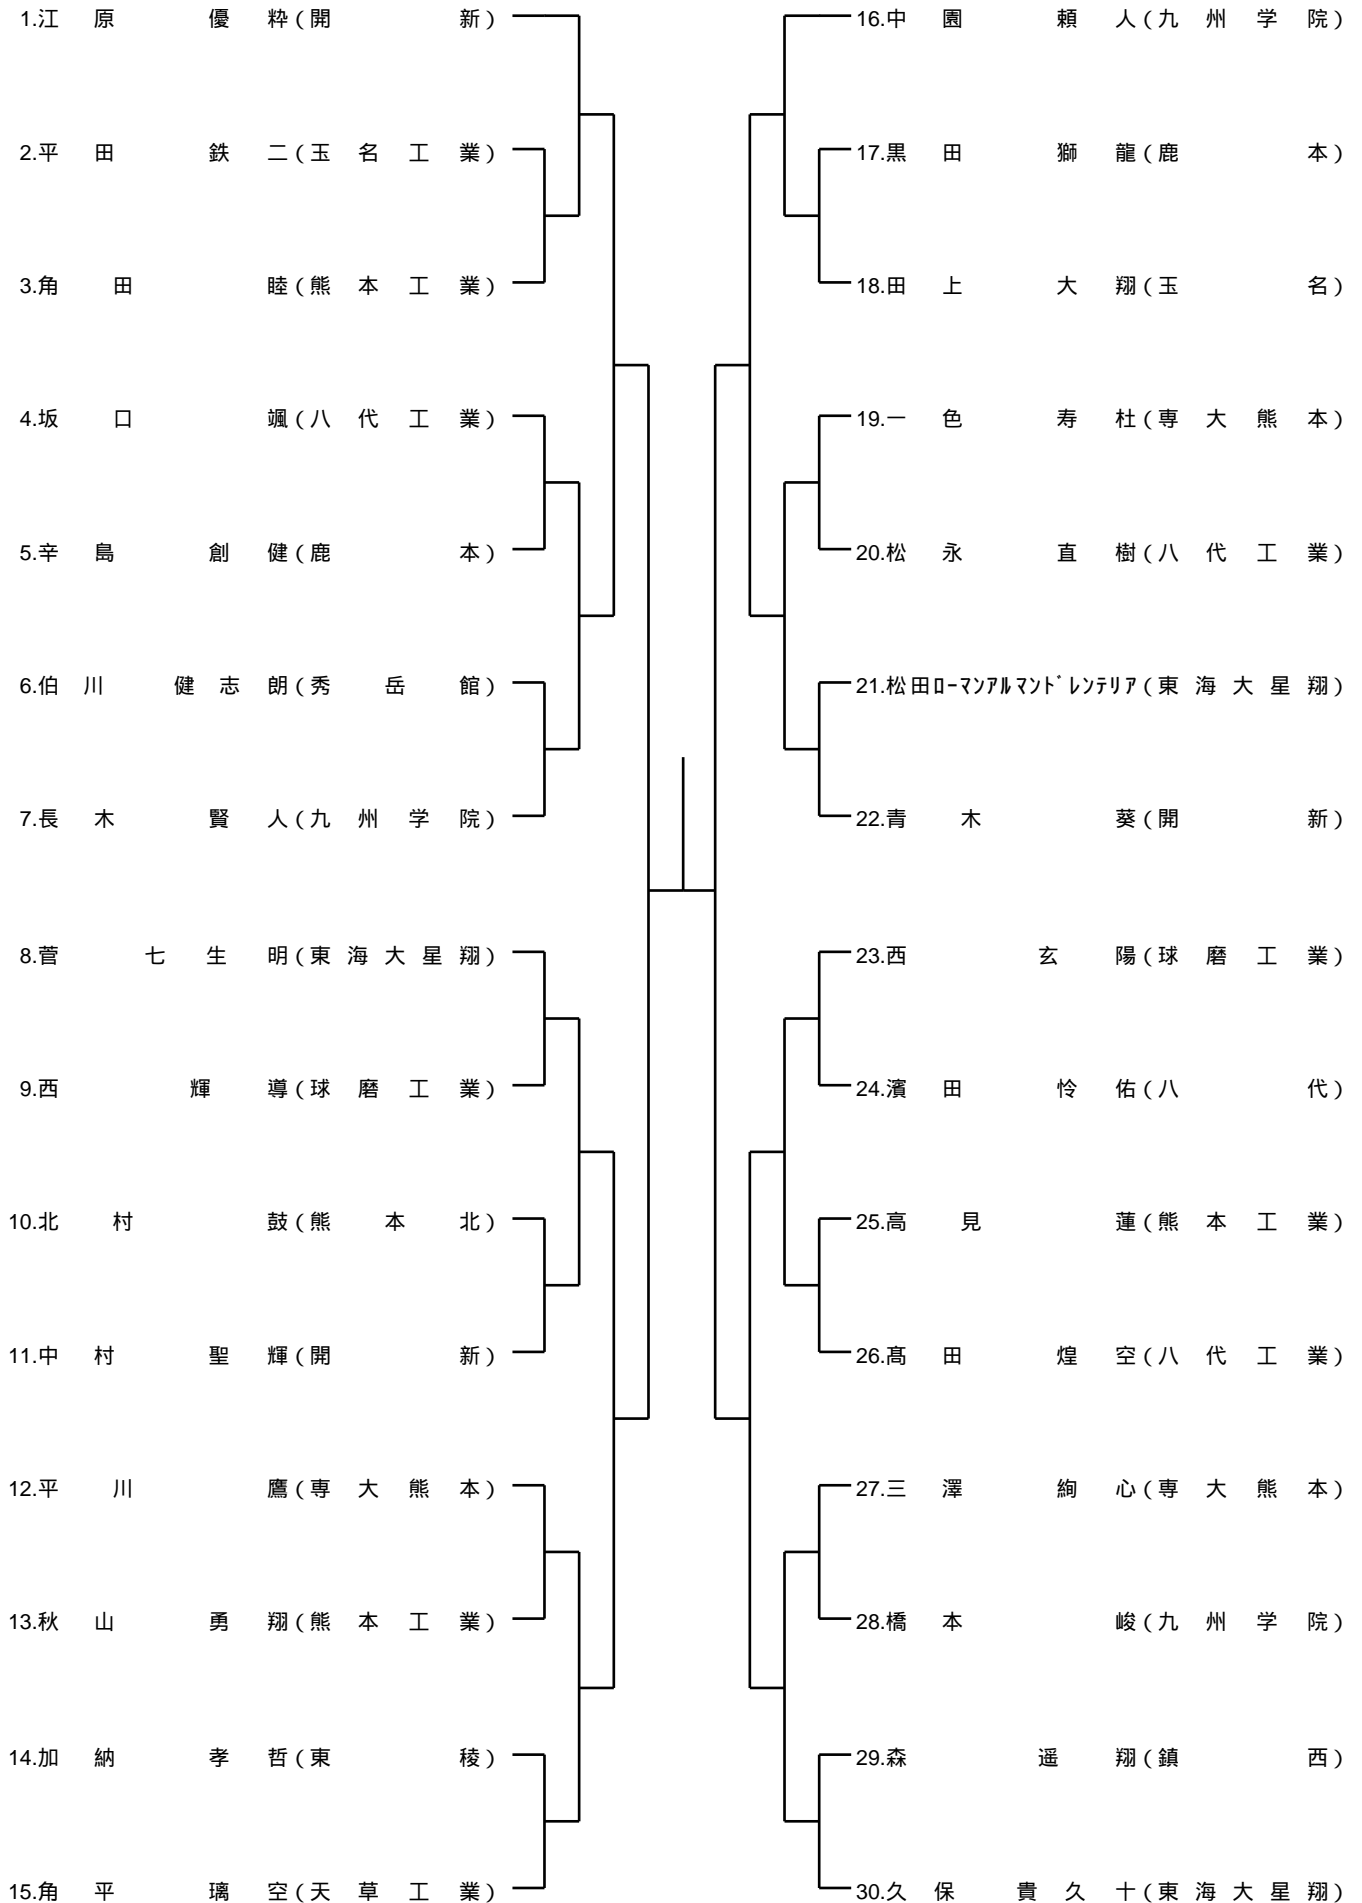 1.江原優粋(開新)
2.平田鉄二(玉名工業)
3.角田睦(熊本工業)
4.坂口颯(八代工業)
5.辛島創健(鹿本)
6.伯川健志朗(秀岳館)
7.長木賢人(九州学院)
8.菅七生明(東海大星翔)
9.西輝導(球磨工業)
10.北村鼓(熊本北)
11.中村聖輝(開新)
12.平川鷹(専大熊本)
13.秋山勇翔(熊本工業)
14.加納孝哲(東稜)
15.角平璃空(天草工業)
16.中園頼人(九州学院)
17.黒田獅龍(鹿本)
18.田上大翔(玉名)
19.一色寿杜(専大熊本)
20.松永直樹(八代工業)
21.松田ﾛｰﾏﾝｱﾙﾏﾝﾄﾞﾚﾝﾃﾘｱ(東海大星翔)
22.青木葵(開新)
23.西玄陽(球磨工業)
24.濱田怜佑(八代)
25.高見蓮(熊本工業)
26.髙田煌空(八代工業)
27.三澤絢心(専大熊本)
28.橋本峻(九州学院)
29.森遥翔(鎮西)
30.久保貴久十(東海大星翔)